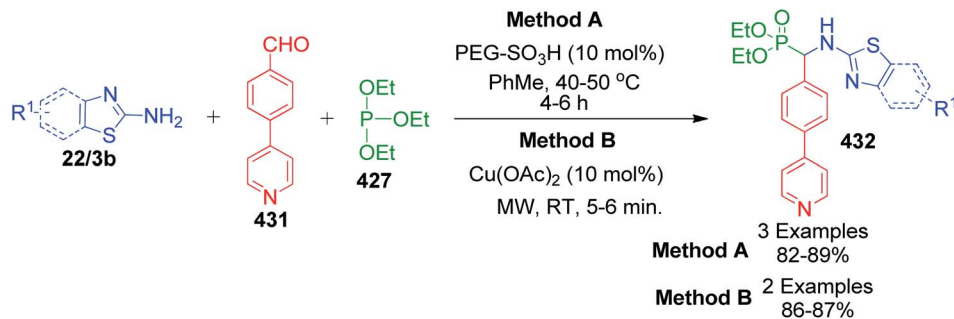 R¹
N
S
NH₂
22/3b
+
CHO
N
431
+
EtO
OEt
P
OEt
427
Method A
PEG-SO₃H (10 mol%)
PhMe, 40-50 °C
4-6 h
Method B
Cu(OAc)₂ (10 mol%)
MW, RT, 5-6 min.
EtO
O
P
EtO
H
N
S
N
R¹
N
432
Method A 3 Examples
82-89%
Method B 2 Examples
86-87%